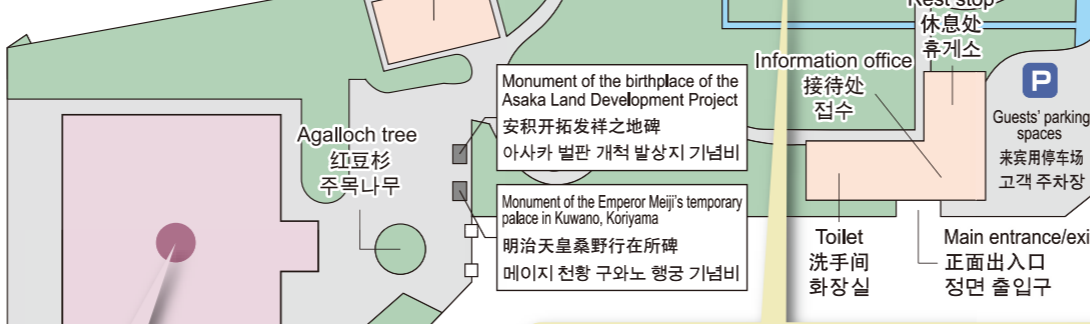 Rest stop
休息处
휴게소
Information office
接待处
접수
P
Guests' parking
spaces
来宾用停车场
고객 주차장
Monument of the birthplace of the
Asaka Land Development Project
安积开拓发祥之地碑
아사카 벌판 개척 발상지 기념비
Agalloch tree
红豆杉
주목나무
Monument of the Emperor Meiji's temporary
palace in Kuwano, Koriyama
明治天皇桑野行在所碑
메이지 천황 구와노 행궁 기념비
Toilet
洗手间
화장실
Main entrance/exi
正面出入口
정면 출입구